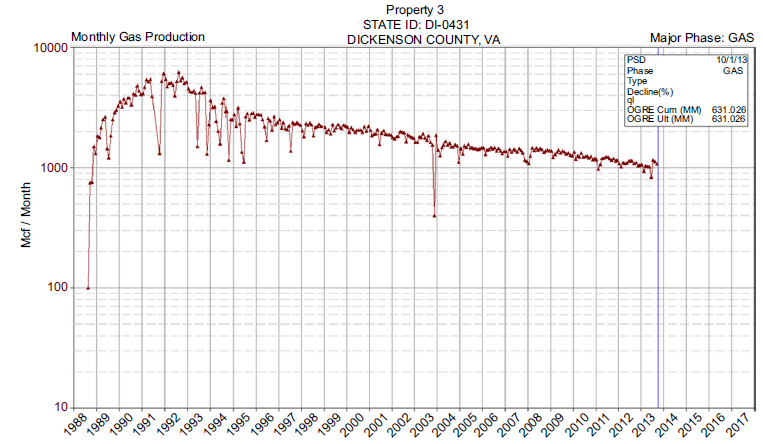 Property 3
STATE ID: DI-0431
Monthly Gas Production
DICKENSON COUNTY, VA
Major Phase: GAS
PSD 10/1/13
Phase GAS
Type
Decline(%)
qi
OGRE Cum (MM) 631.026
OGRE Ult (MM) 631.026
10000
1000
100
10
Mcf / Month
1988 1989 1990 1991 1992 1993 1994 1995 1996 1997 1998 1999 2000 2001 2002 2003 2004 2005 2006 2007 2008 2009 2010 2011 2012 2013 2014 2015 2016 2017